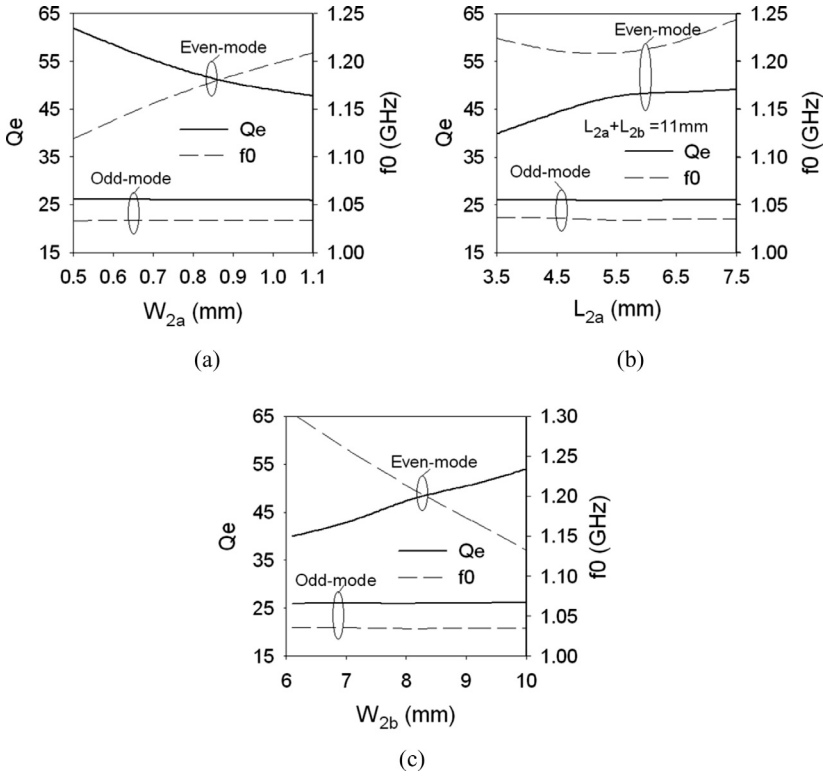 65
55
45
35
25
15
Qe
1.25
1.20
1.15
1.10
1.05
1.00
f0 (GHz)
Even-mode
Qe
f0
Odd-mode
0.5 0.6 0.7 0.8 0.9 1.0 1.1
W2a (mm)
(a)
65
55
45
35
25
15
Qe
1.25
1.20
1.15
1.10
1.05
1.00
f0 (GHz)
Even-mode
L2a+L2b =11mm
Qe
f0
Odd-mode
3.5 4.5 5.5 6.5 7.5
L2a (mm)
(b)
65
55
45
35
25
15
Qe
1.30
1.25
1.20
1.15
1.10
1.05
1.00
f0 (GHz)
Even-mode
Qe
f0
Odd-mode
6 7 8 9 10
W2b (mm)
(c)